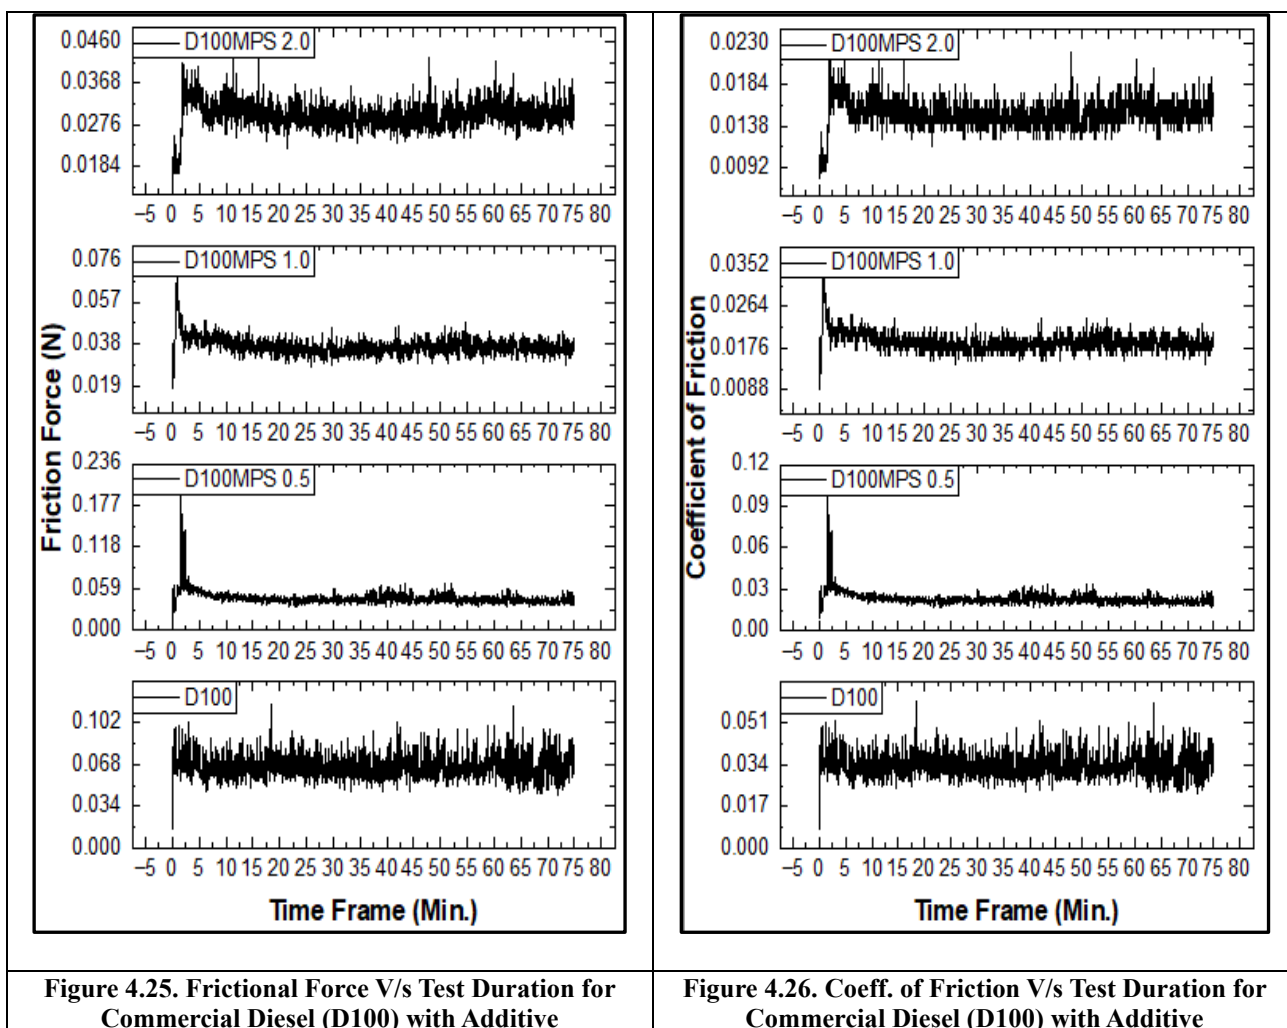 D100MPS 2.0
0.0460
0.0368
0.0276
0.0184
–5 0 5 10 15 20 25 30 35 40 45 50 55 60 65 70 75 80
D100MPS 1.0
0.076
0.057
0.038
0.019
–5 0 5 10 15 20 25 30 35 40 45 50 55 60 65 70 75 80
Friction Force (N)
D100MPS 0.5
0.236
0.177
0.118
0.059
0.000
–5 0 5 10 15 20 25 30 35 40 45 50 55 60 65 70 75 80
D100
0.102
0.068
0.034
0.000
–5 0 5 10 15 20 25 30 35 40 45 50 55 60 65 70 75 80
Time Frame (Min.)
Figure 4.25. Frictional Force V/s Test Duration for
Commercial Diesel (D100) with Additive
D100MPS 2.0
0.0230
0.0184
0.0138
0.0092
–5 0 5 10 15 20 25 30 35 40 45 50 55 60 65 70 75 80
D100MPS 1.0
0.0352
0.0264
0.0176
0.0088
–5 0 5 10 15 20 25 30 35 40 45 50 55 60 65 70 75 80
Coefficient of Friction
D100MPS 0.5
0.12
0.09
0.06
0.03
0.00
–5 0 5 10 15 20 25 30 35 40 45 50 55 60 65 70 75 80
D100
0.051
0.034
0.017
0.000
–5 0 5 10 15 20 25 30 35 40 45 50 55 60 65 70 75 80
Time Frame (Min.)
Figure 4.26. Coeff. of Friction V/s Test Duration for
Commercial Diesel (D100) with Additive